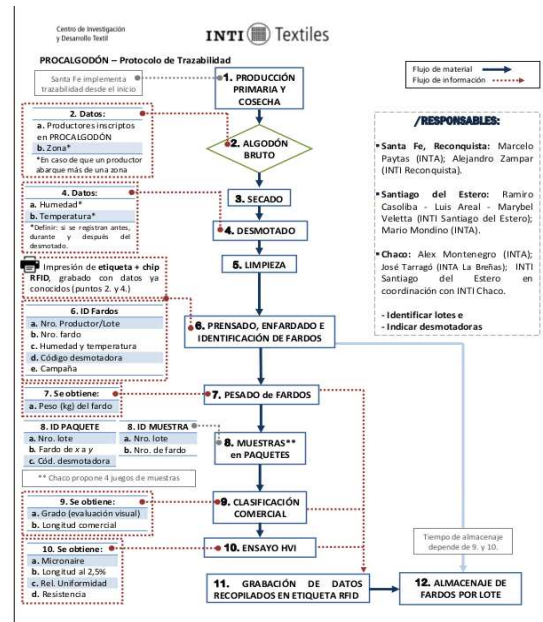 Centro de Investigación
y Desarrollo Textil
INTI Textiles
PROCALGODÓN – Protocolo de Trazabilidad
Santa Fe implementa
trazabilidad desde el inicio
1. PRODUCCIÓN
PRIMARIA Y
COSECHA
Flujo de material
Flujo de información
2. Datos:
a. Productores inscriptos
en PROCALGODÓN
b. Zona*
*En caso de que un productor
abarque más de una zona
2. ALGODÓN
BRUTO
/RESPONSABLES:
▪Santa Fe, Reconquista: Marcelo
Paytas (INTA); Alejandro Zampar
(INTI Reconquista).
▪Santiago del Estero: Ramiro
Casoliba - Luis Areal - Marybel
Veletta (INTI Santiago del Estero);
Mario Mondino (INTA).
▪Chaco: Alex Montenegro (INTA);
José Tarragó (INTA La Breñas); INTI
Santiago del Estero en
coordinación con INTI Chaco.
- Identificar lotes e
- Indicar desmotadoras
4. Datos:
a. Humedad*
b. Temperatura*
*Definir: si se registran antes,
durante y después del
desmotado.
3. SECADO
4. DESMOTADO
5. LIMPIEZA
Impresión de etiqueta + chip
RFID, grabado con datos ya
conocidos (puntos 2. y 4.)
6. ID Fardos
a. Nro. Productor/Lote
b. Nro. fardo
c. Humedad y temperatura
d. Código desmotadora
e. Campaña
6. PRENSADO, ENFARDADO E
IDENTIFICACIÓN DE FARDOS
7. Se obtiene:
a. Peso (kg) del fardo
7. PESADO de FARDOS
8. ID PAQUETE
a. Nro. lote
b. Fardo de x a y
c. Cód. desmotadora
8. ID MUESTRA
a. Nro. lote
b. Nro. de fardo
8. MUESTRAS**
en PAQUETES
** Chaco propone 4 juegos de muestras
9. Se obtiene:
a. Grado (evaluación visual)
b. Longitud comercial
9. CLASIFICACIÓN
COMERCIAL
10. Se obtiene:
a. Micronaire
b. Longitud al 2,5%
c. Rel. Uniformidad
d. Resistencia
10. ENSAYO HVI
Tiempo de almacenaje
depende de 9. y 10.
11. GRABACIÓN DE DATOS
RECOPILADOS EN ETIQUETA RFID
12. ALMACENAJE DE
FARDOS POR LOTE